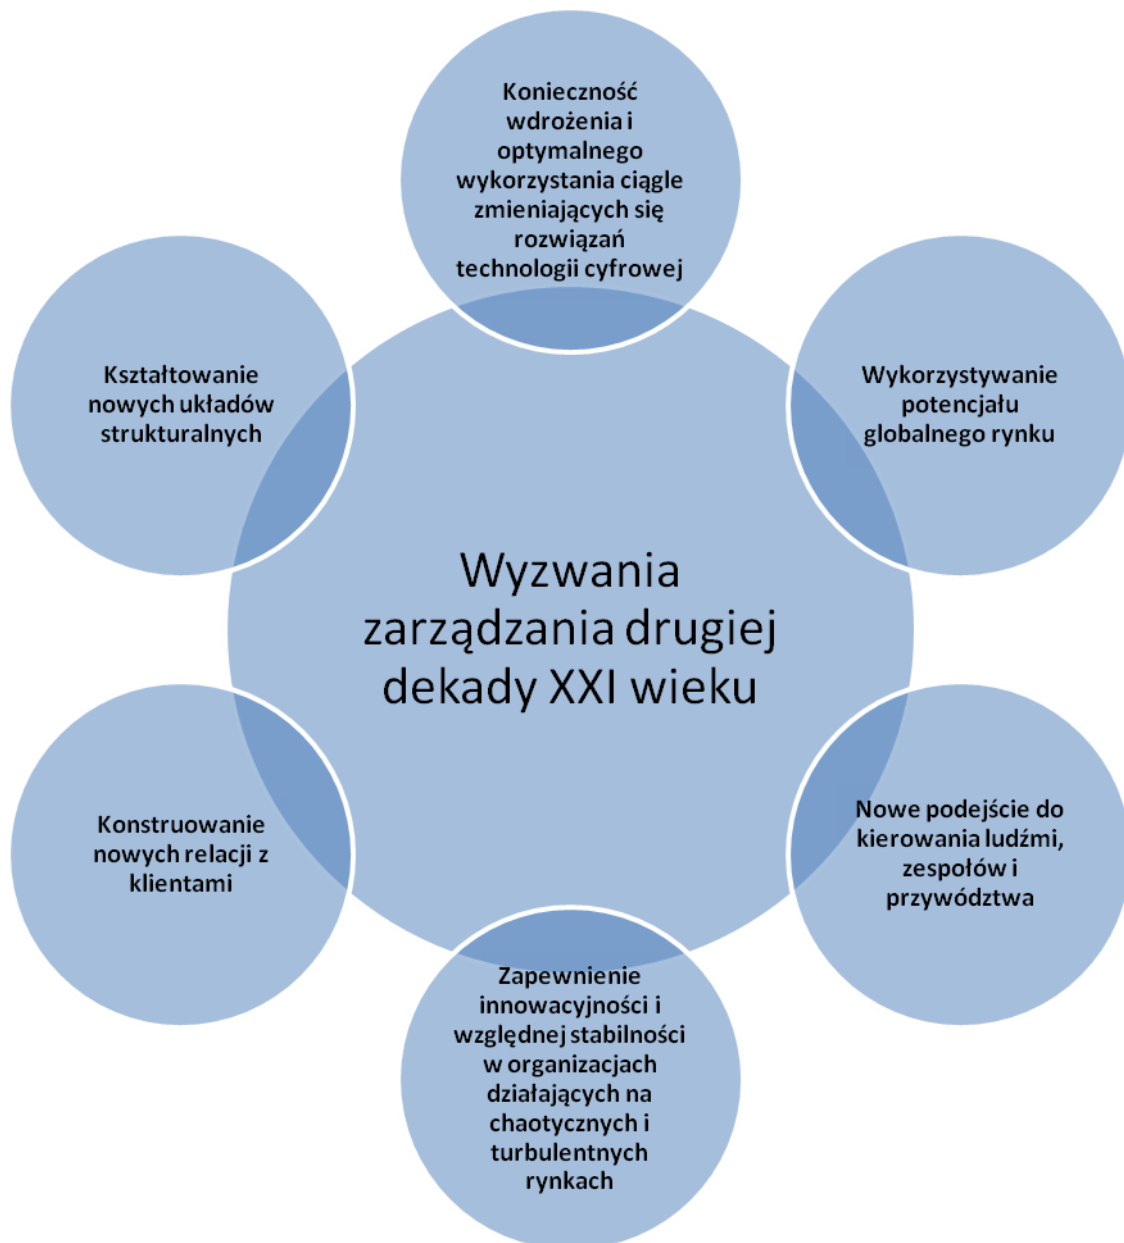 Konieczność
wdrożenia i
optymalnego
wykorzystania ciągle
zmieniających się
rozwiązań
technologii cyfrowej
Wykorzystywanie
potencjału
globalnego rynku
Nowe podejście do
kierowania ludźmi,
zespołów i
przywództwa
Zapewnienie
innowacyjności i
względnej stabilności
w organizacjach
działających na
chaotycznych i
turbulentnych
rynkach
Konstruowanie
nowych relacji z
klientami
Kształtowanie
nowych układów
strukturalnych
Wyzwania
zarządzania drugiej
dekady XXI wieku